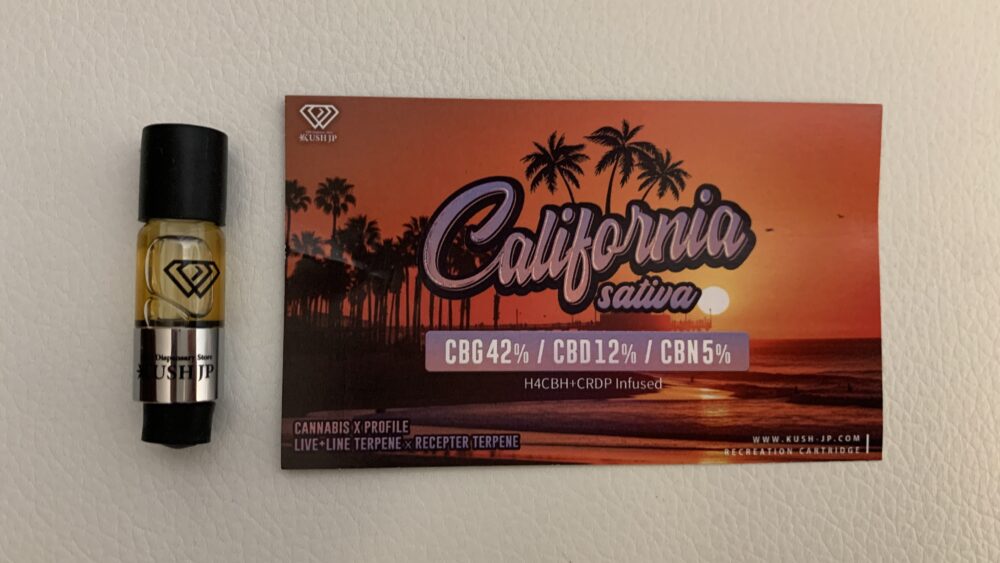 Dispensary Store
KUSH JP
KUSH JP
California
sativa
CBG42% / CBD12% / CBN5%
H4CBH+CRDP Infused
CANNABIS X PROFILE
LIVE+LINE TERPENE × RECEPTER TERPENE
WWW.KUSH-JP.COM
RECREATION CARTRIDGE